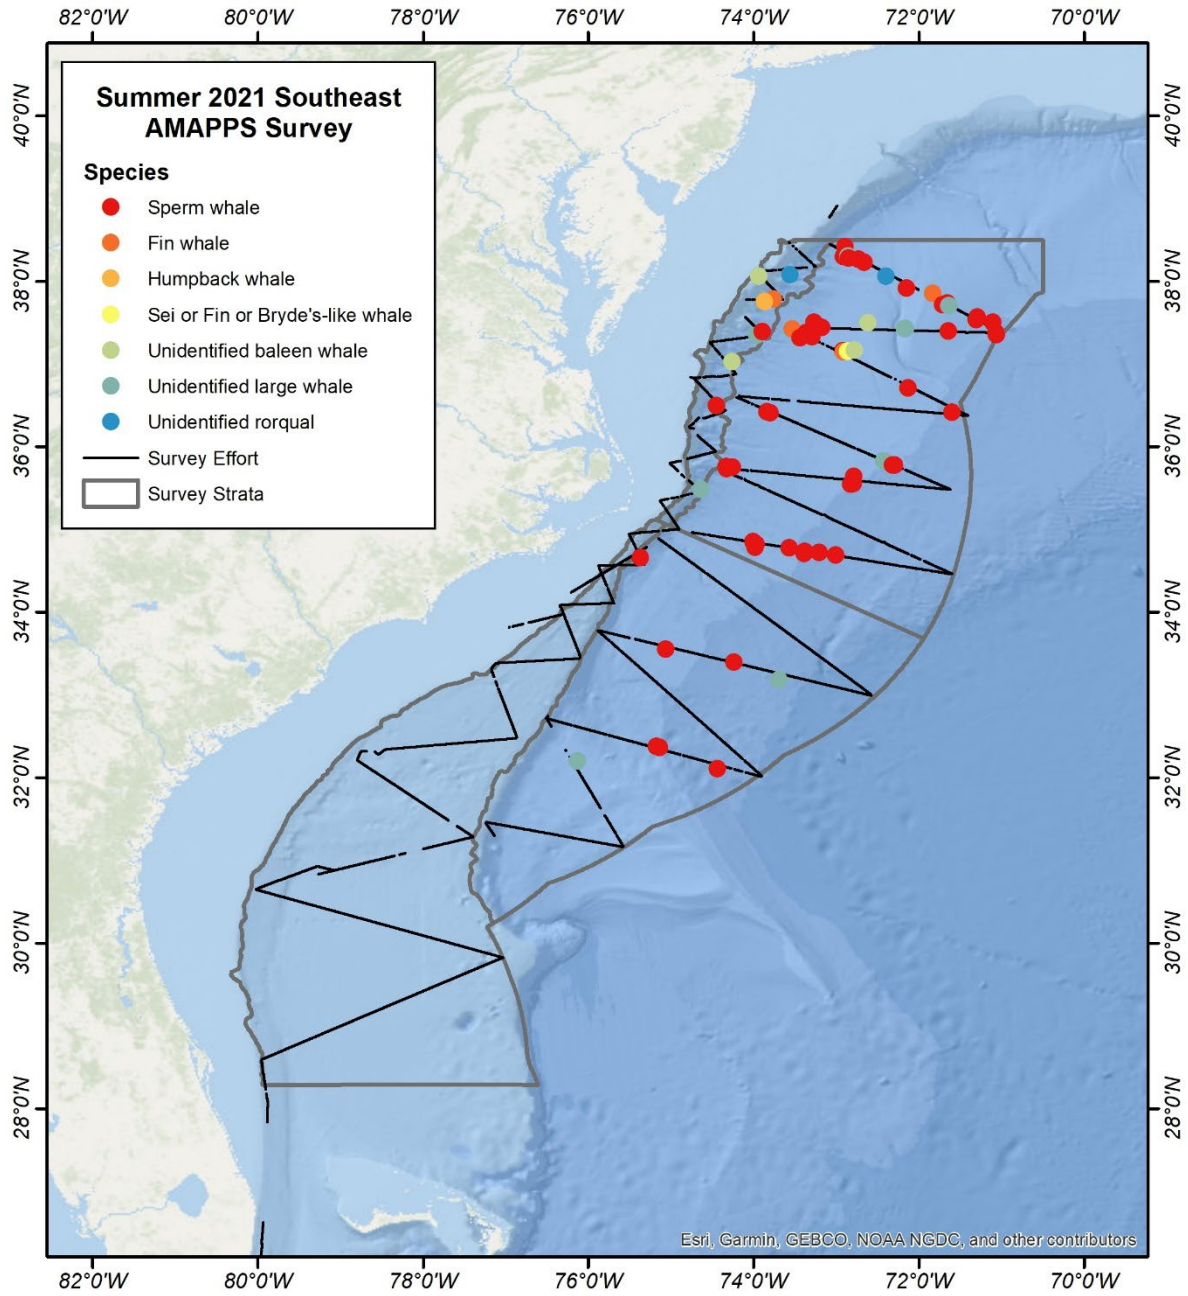 82°0'W 80°0'W 78°0'W 76°0'W 74°0'W 72°0'W 70°0'W
Summer 2021 Southeast
AMAPPS Survey
Species
Sperm whale
Fin whale
Humpback whale
Sei or Fin or Bryde's-like whale
Unidentified baleen whale
Unidentified large whale
Unidentified rorqual
Survey Effort
Survey Strata
40°0'N
38°0'N
36°0'N
34°0'N
32°0'N
30°0'N
28°0'N
40°0'N
38°0'N
36°0'N
34°0'N
32°0'N
30°0'N
28°0'N
Esri, Garmin, GEBCO, NOAA NGDC, and other contributors
82°0'W 80°0'W 78°0'W 76°0'W 74°0'W 72°0'W 70°0'W